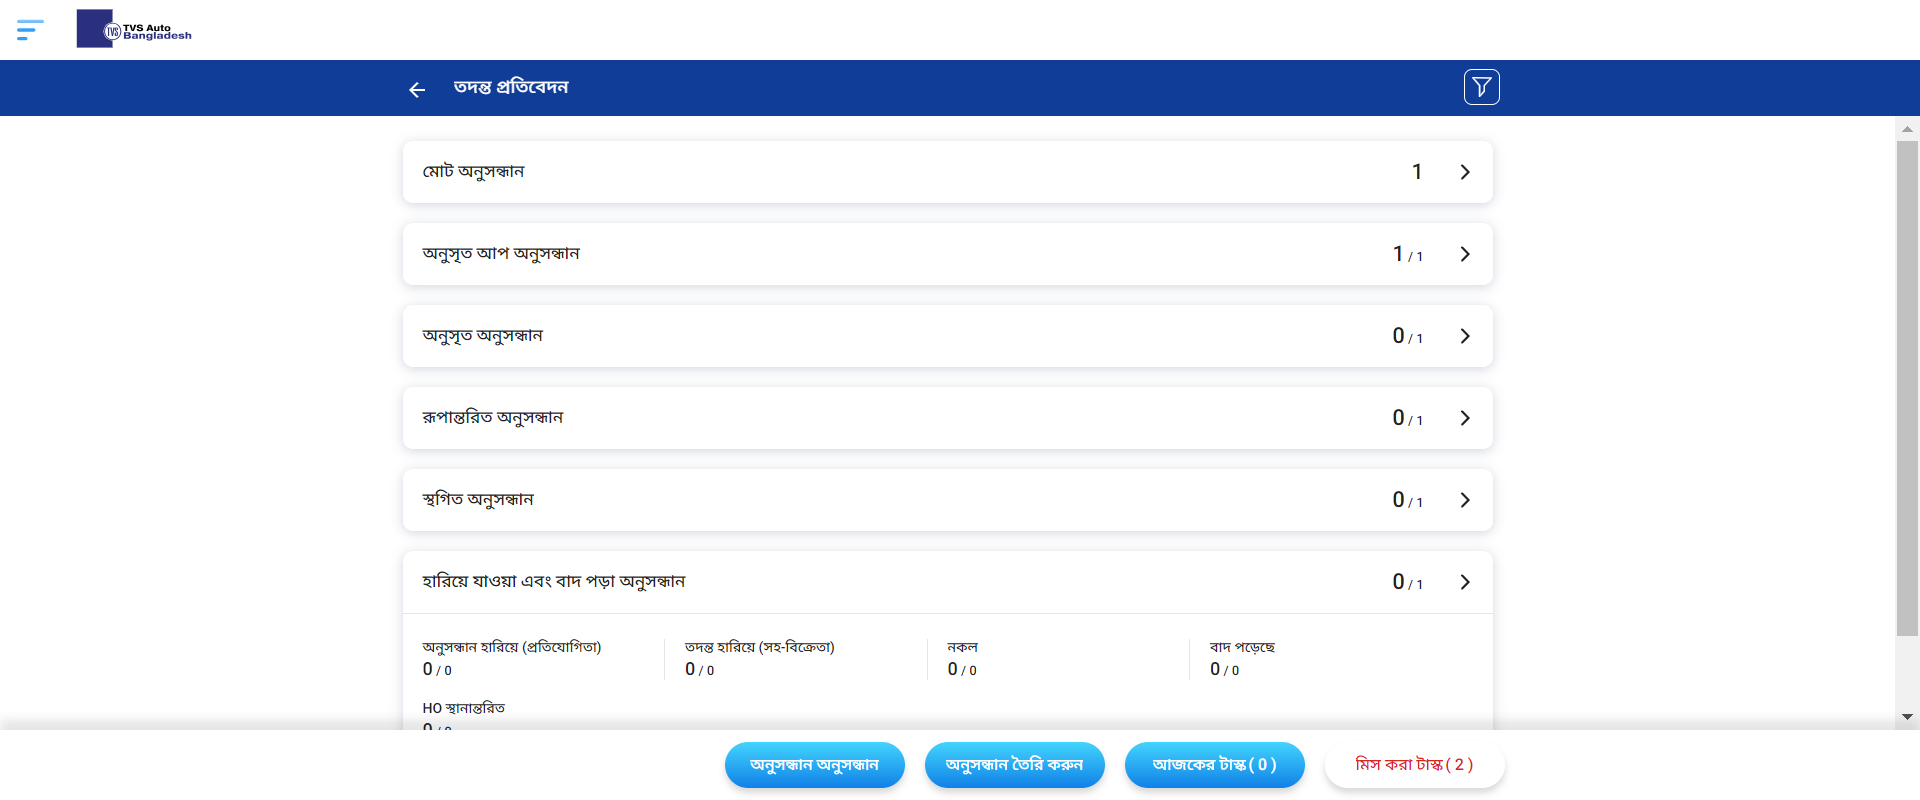 TVS TVS Auto
Bangladesh
তদন্ত প্রতিবেদন
মোট অনুসন্ধান 1
অনুসৃত আপ অনুসন্ধান 1 / 1
অনুসৃত অনুসন্ধান 0 / 1
রূপান্তরিত অনুসন্ধান 0 / 1
স্থগিত অনুসন্ধান 0 / 1
হারিয়ে যাওয়া এবং বাদ পড়া অনুসন্ধান 0 / 1
অনুসন্ধান হারিয়ে (প্রতিযোগিতা) তদন্ত হারিয়ে (সহ-বিক্রেতা) নকল বাদ পড়েছে
0 / 0 0 / 0 0 / 0 0 / 0
HO স্থানান্তরিত
0 / 0
অনুসন্ধান অনুসন্ধান অনুসন্ধান তৈরি করুন আজকের টাস্ক ( 0 ) মিস করা টাস্ক ( 2 )